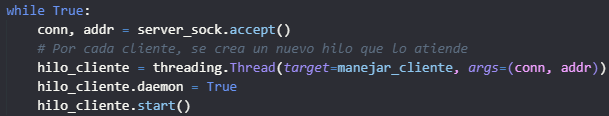 while True:
    conn, addr = server_sock.accept()
    # Por cada cliente, se crea un nuevo hilo que lo atiende
    hilo_cliente = threading.Thread(target=manejar_cliente, args=(conn, addr))
    hilo_cliente.daemon = True
    hilo_cliente.start()